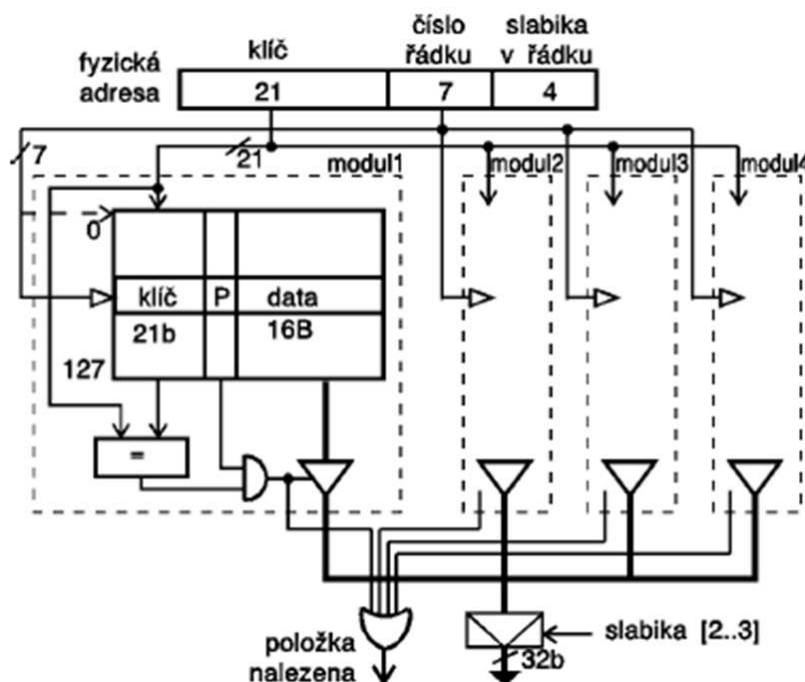 klíč
číslo řádku
slabika v řádku
fyzická adresa
21
7
4
7
21
modul1
modul2
modul3
modul4
0
klíč
P
data
21b
16B
127
=
položka nalezena
slabika [2..3]
32b